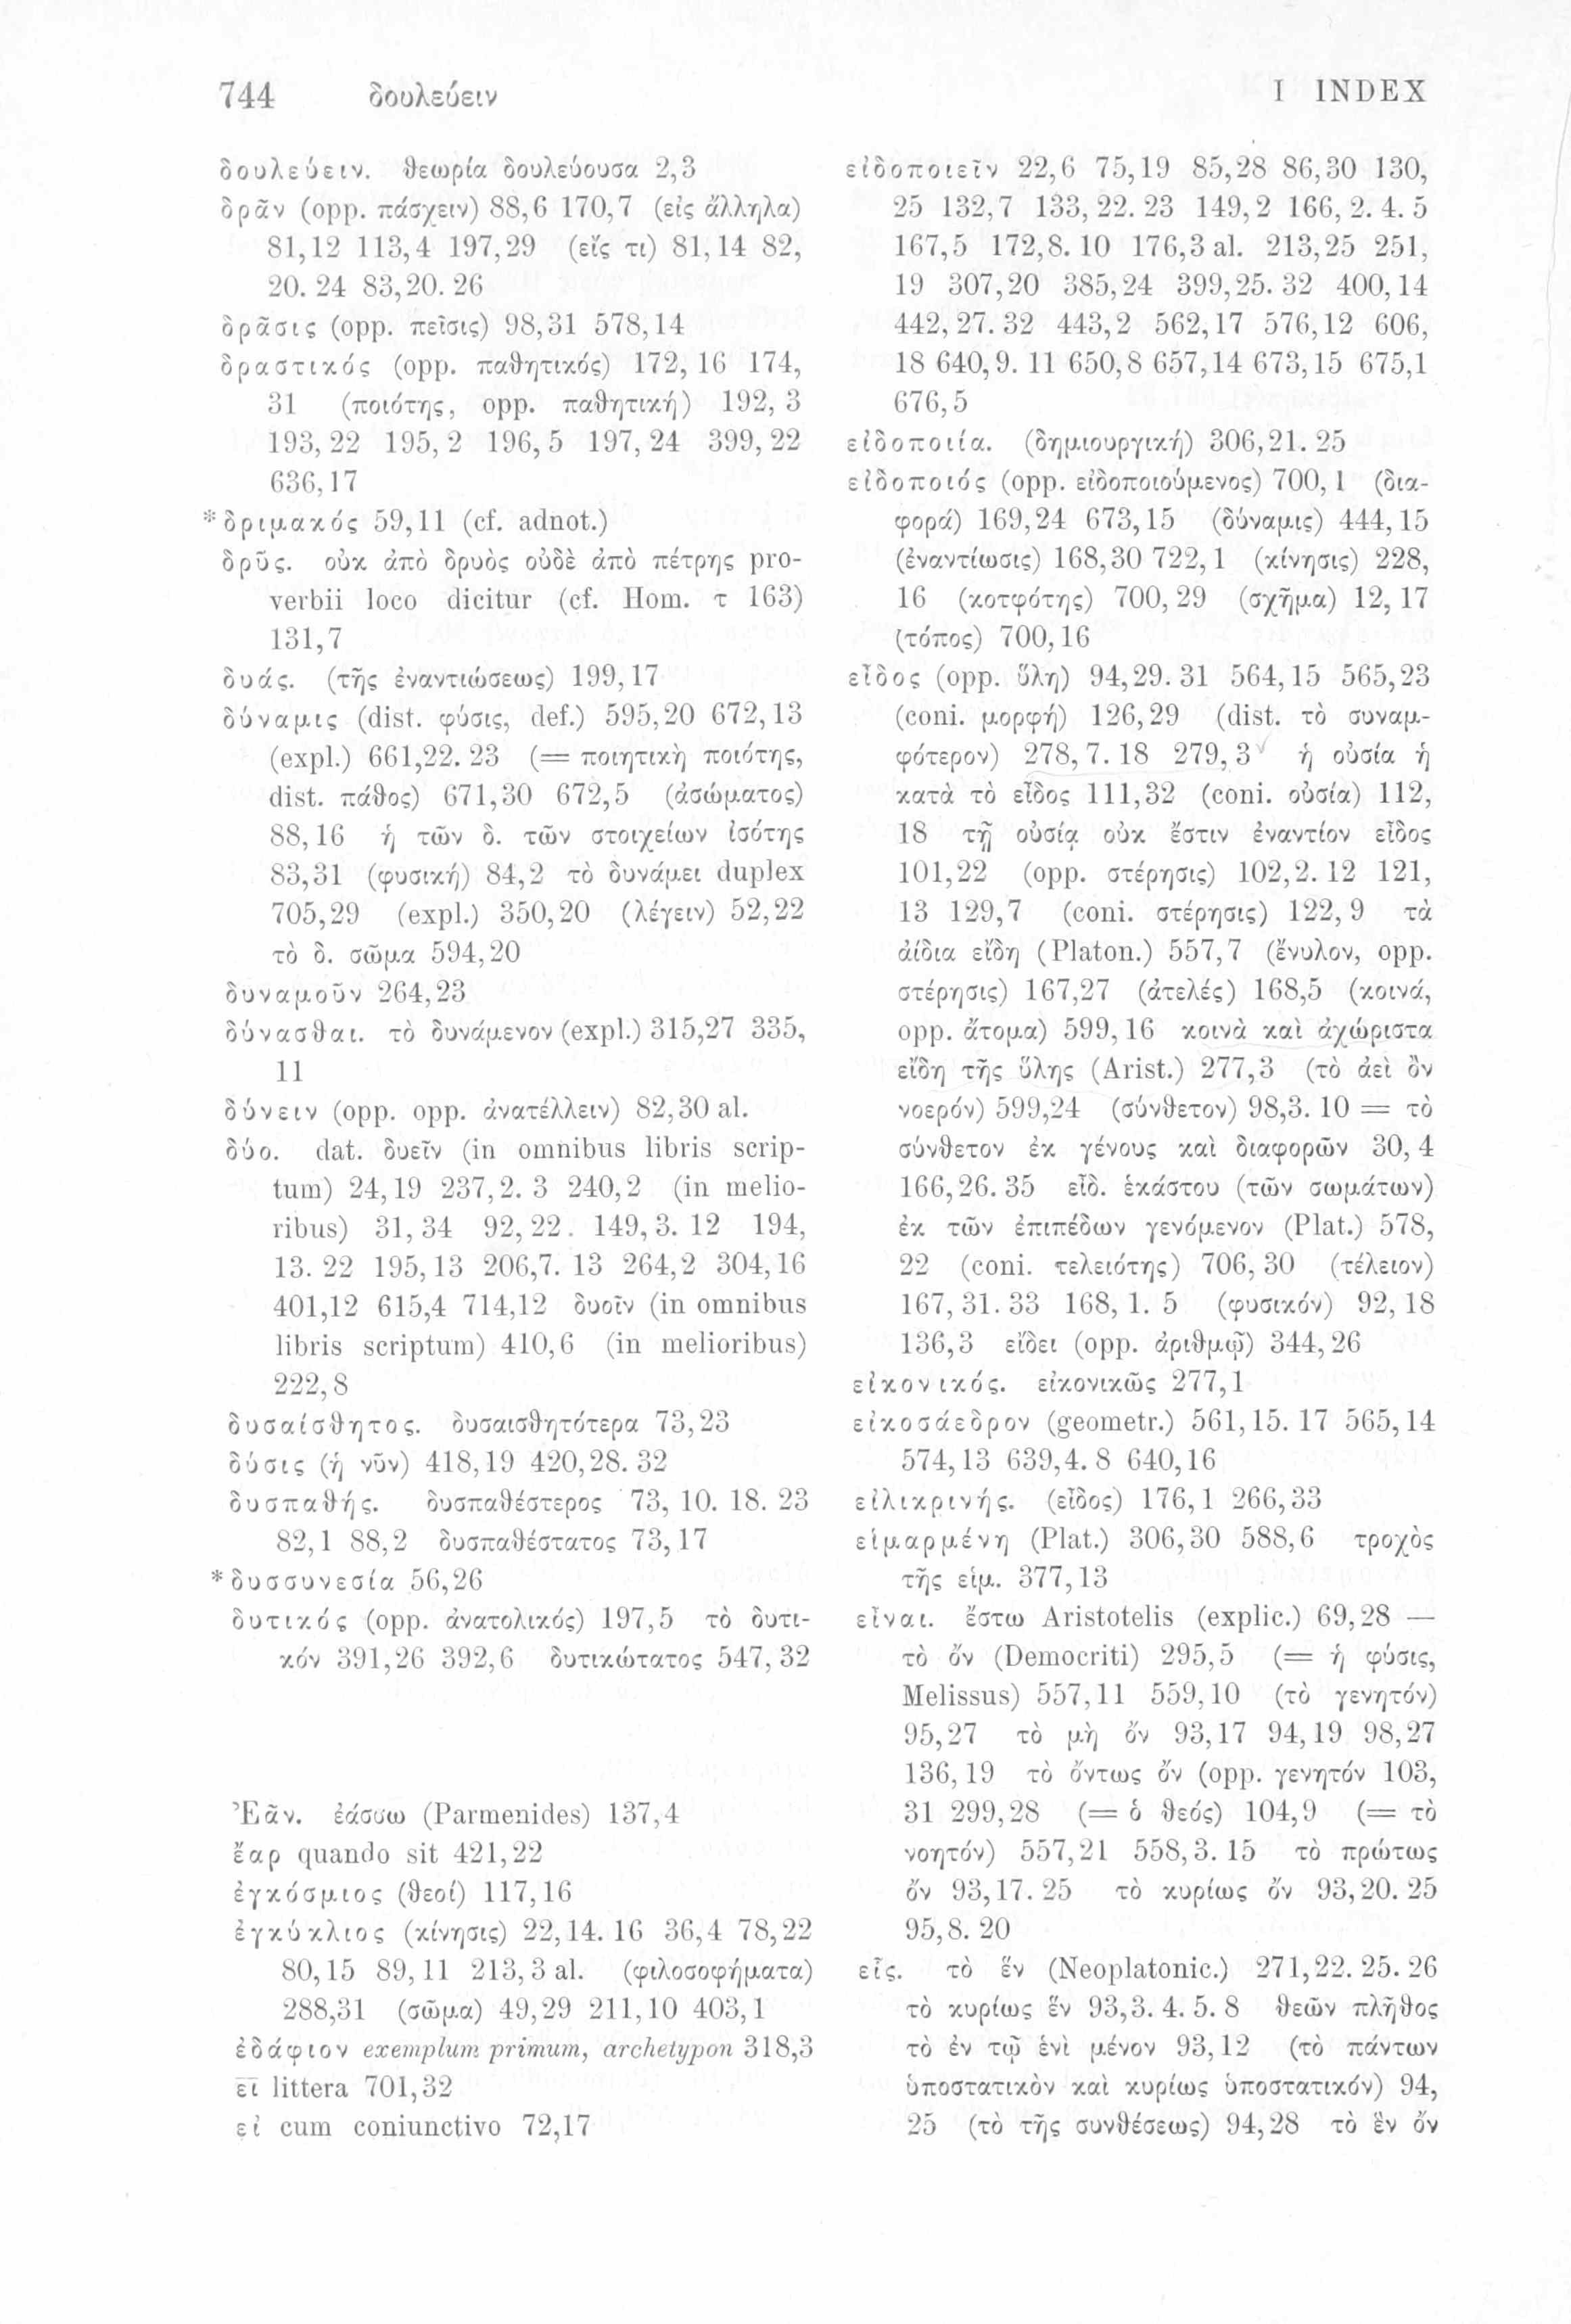 744 δουλεύειν
I INDEX
δουλεύειν. θεωρία δουλεύουσα 2,3
δρᾶν (opp. πάσχειν) 88,6 170,7 (εἰς ἄλληλα)
81,12 113,4 197,29 (εἴς τι) 81,14 82,
20. 24 83,20. 26
δρᾶσις (opp. πεῖσις) 98,31 578,14
δραστικός (opp. παθητικός) 172,16 174,
31 (ποιότης, opp. παθητική) 192,3
193,22 195,2 196,5 197,24 399,22
636,17
*δριμακός 59,11 (cf. adnot.)
δρῦς. οὐκ ἀπὸ δρυὸς οὐδὲ ἀπὸ πέτρης pro-
verbii loco dicitur (cf. Hom. τ 163)
131,7
δυάς. (τῆς ἐναντιώσεως) 199,17
δύναμις (dist. φύσις, def.) 595,20 672,13
(expl.) 661,22. 23 (= ποιητικὴ ποιότης,
dist. πάθος) 671,30 672,5 (ἀσώματος)
88,16 ἡ τῶν δ. τῶν στοιχείων ἰσότης
83,31 (φυσική) 84,2 τὸ δυνάμει duplex
705,29 (expl.) 350,20 (λέγειν) 52,22
τὸ δ. σῶμα 594,20
δυναμοῦν 264,23
δύνασθαι. τὸ δυνάμενον (expl.) 315,27 335,
11
δύνειν (opp. opp. ἀνατέλλειν) 82,30 al.
δύο. dat. δυεῖν (in omnibus libris scrip-
tum) 24,19 237,2. 3 240,2 (in melio-
ribus) 31,34 92,22. 149,3. 12 194,
13. 22 195,13 206,7. 13 264,2 304,16
401,12 615,4 714,12 δυοῖν (in omnibus
libris scriptum) 410,6 (in melioribus)
222,8
δυσαίσθητος. δυσαισθητότερα 73,23
δύσις (ἡ νῦν) 418,19 420,28. 32
δυσπαθής. δυσπαθέστερος 73,10. 18. 23
82,1 88,2 δυσπαθέστατος 73,17
*δυσσυνεσία 56,26
δυτικός (opp. ἀνατολικός) 197,5 τὸ δυτι-
κόν 391,26 392,6 δυτικώτατος 547,32
Ἐᾶν. ἐάσσω (Parmenides) 137,4
ἔαρ quando sit 421,22
ἐγκόσμιος (θεοί) 117,16
ἐγκύκλιος (κίνησις) 22,14. 16 36,4 78,22
80,15 89,11 213,3 al. (φιλοσοφήματα)
288,31 (σῶμα) 49,29 211,10 403,1
ἐδάφιον exemplum primum, archetypon 318,3
ει littera 701,32
εἰ cum coniunctivo 72,17
εἰδοποιεῖν 22,6 75,19 85,28 86,30 130,
25 132,7 133,22. 23 149,2 166,2. 4. 5
167,5 172,8. 10 176,3 al. 213,25 251,
19 307,20 385,24 399,25. 32 400,14
442,27. 32 443,2 562,17 576,12 606,
18 640,9. 11 650,8 657,14 673,15 675,1
676,5
εἰδοποιία. (δημιουργική) 306,21. 25
εἰδοποιός (opp. εἰδοποιούμενος) 700,1 (δια-
φορά) 169,24 673,15 (δύναμις) 444,15
(ἐναντίωσις) 168,30 722,1 (κίνησις) 228,
16 (κοτφότης) 700,29 (σχῆμα) 12,17
(τόπος) 700,16
εἶδος (opp. ὕλη) 94,29. 31 564,15 565,23
(coni. μορφή) 126,29 (dist. τὸ συναμ-
φότερον) 278,7. 18 279,3 ἡ οὐσία ἡ
κατὰ τὸ εἶδος 111,32 (coni. οὐσία) 112,
18 τῇ οὐσίᾳ οὐκ ἔστιν ἐναντίον εἶδος
101,22 (opp. στέρησις) 102,2. 12 121,
13 129,7 (coni. στέρησις) 122,9 τὰ
ἀίδια εἴδη (Platon.) 557,7 (ἔνυλον, opp.
στέρησις) 167,27 (ἀτελές) 168,5 (κοινά,
opp. ἄτομα) 599,16 κοινὰ καὶ ἀχώριστα
εἴδη τῆς ὕλης (Arist.) 277,3 (τὸ ἀεὶ ὂν
νοερόν) 599,24 (σύνθετον) 98,3. 10 = τὸ
σύνθετον ἐκ γένους καὶ διαφορῶν 30,4
166,26. 35 εἶδ. ἑκάστου (τῶν σωμάτων)
ἐκ τῶν ἐπιπέδων γενόμενον (Plat.) 578,
22 (coni. τελειότης) 706,30 (τέλειον)
167,31. 33 168,1. 5 (φυσικόν) 92,18
136,3 εἴδει (opp. ἀριθμῷ) 344,26
εἰκονικός. εἰκονικῶς 277,1
εἰκοσάεδρον (geometr.) 561,15. 17 565,14
574,13 639,4. 8 640,16
εἰλικρινής. (εἶδος) 176,1 266,33
εἱμαρμένη (Plat.) 306,30 588,6 τροχὸς
τῆς εἱμ. 377,13
εἶναι. ἔστω Aristotelis (explic.) 69,28 —
τὸ ὄν (Democriti) 295,5 (= ἡ φύσις,
Melissus) 557,11 559,10 (τὸ γενητόν)
95,27 τὸ μὴ ὄν 93,17 94,19 98,27
136,19 τὸ ὄντως ὄν (opp. γενητόν 103,
31 299,28 (= ὁ θεός) 104,9 (= τὸ
νοητόν) 557,21 558,3. 15 τὸ πρώτως
ὄν 93,17. 25 τὸ κυρίως ὄν 93,20. 25
95,8. 20
εἷς. τὸ ἕν (Neoplatonic.) 271,22. 25. 26
τὸ κυρίως ἕν 93,3. 4. 5. 8 θεῶν πλῆθος
τὸ ἐν τῷ ἑνὶ μένον 93,12 (τὸ πάντων
ὑποστατικὸν καὶ κυρίως ὑποστατικόν) 94,
25 (τὸ τῆς συνθέσεως) 94,28 τὸ ἓν ὄν